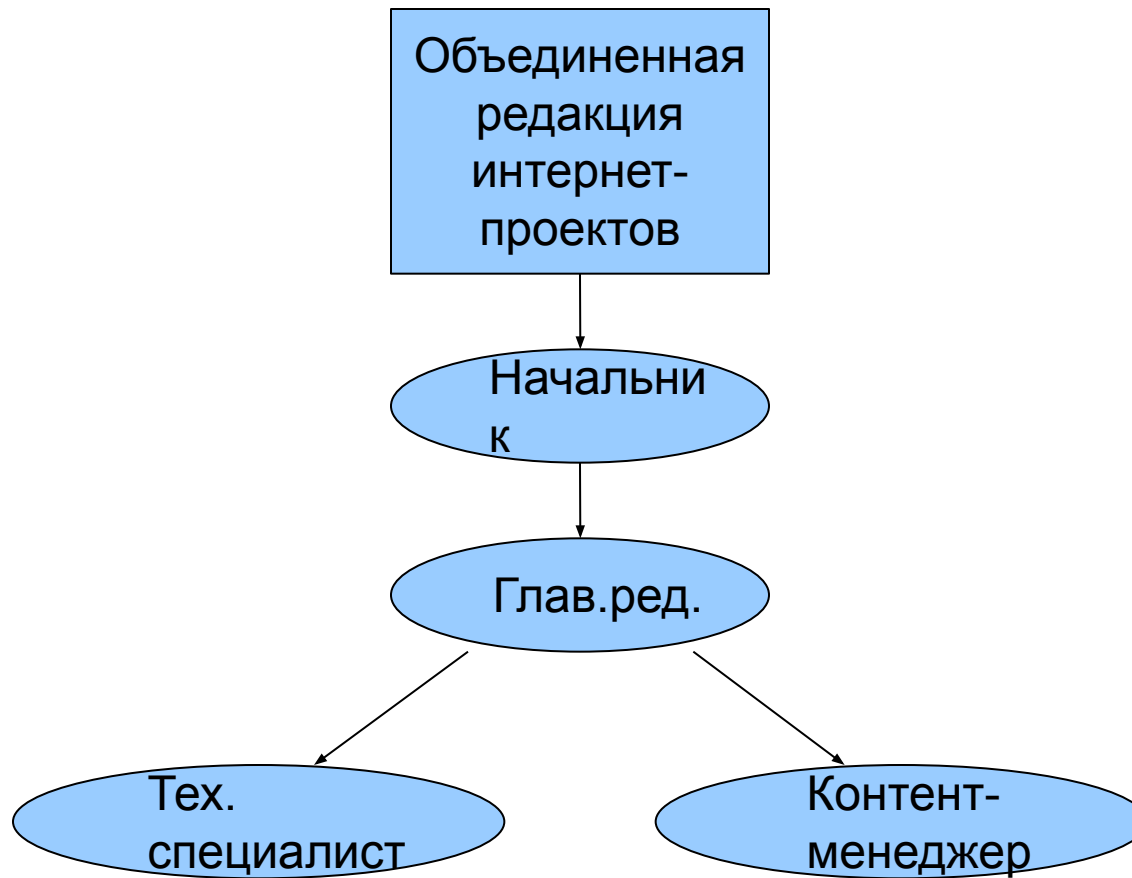 Объединенная
редакция
интернет-
проектов
Начальни
к
Глав.ред.
Тех.
специалист
Контент-
менеджер